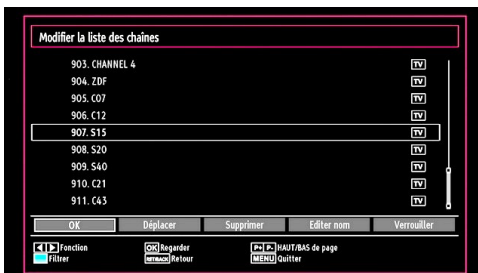 Modifier la liste des chaînes
903. CHANNEL 4 TV
904. ZDF TV
905. C07 TV
906. C12 TV
907. S15 TV
908. S20 TV
909. S40 TV
910. C21 TV
911. C43 TV
OK Déplacer Supprimer Editer nom Verrouiller
Fonction OK Regarder P+ P- HAUT/BAS de page
Filtrer RETBACK Retour MENU Quitter